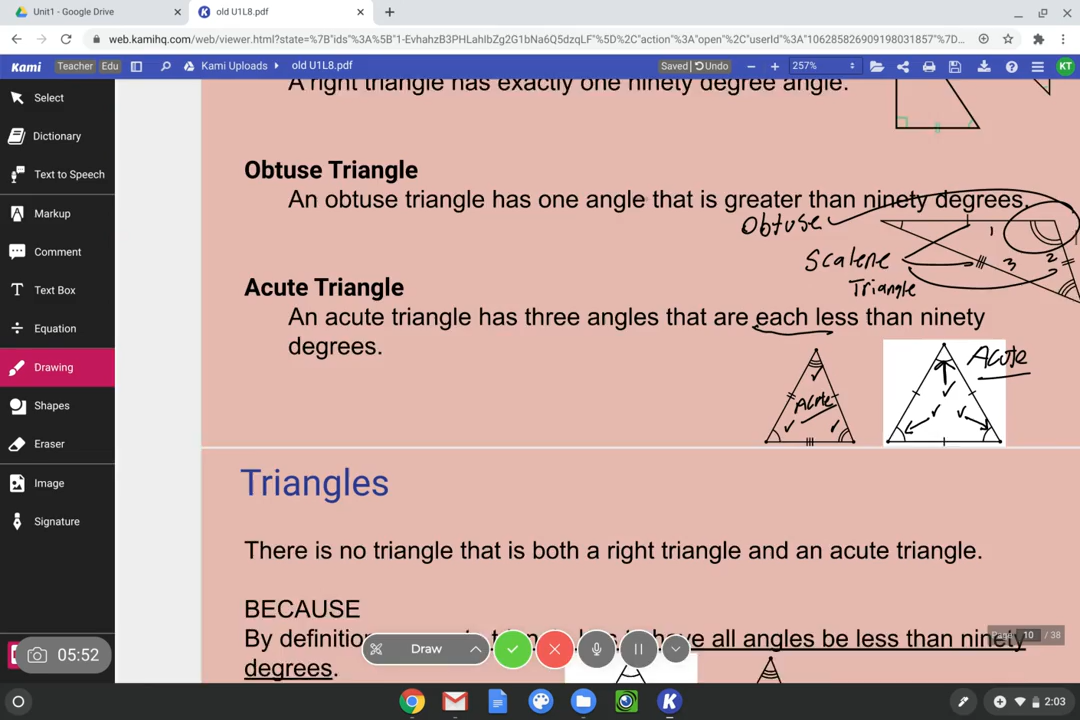 Unit1 - Google Drive
old U1L8.pdf
web.kamihq.com/web/viewer.html?state=%7B"ids"%3A%5B"1-EvhahzB3PHLahIbZg2G1bNa6Q5dzqLF"%5D%2C"action"%3A"open"%2C"userId"%3A"106285826909198031857"%7D...
Kami
Teacher
Edu
Kami Uploads
old U1L8.pdf
Saved
Undo
257%
KT
Select
Dictionary
Text to Speech
Markup
Comment
Text Box
Equation
Drawing
Shapes
Eraser
Image
Signature
A right triangle has exactly one ninety degree angle.
Obtuse Triangle
An obtuse triangle has one angle that is greater than ninety degrees.
Obtuse
Scalene
Triangle
1
2
3
Acute Triangle
An acute triangle has three angles that are each less than ninety
degrees.
Acute
Acute
Triangles
There is no triangle that is both a right triangle and an acute triangle.
BECAUSE
By definition
have all angles be less than ninety
degrees.
Page: 10 / 38
Draw
05:52
2:03